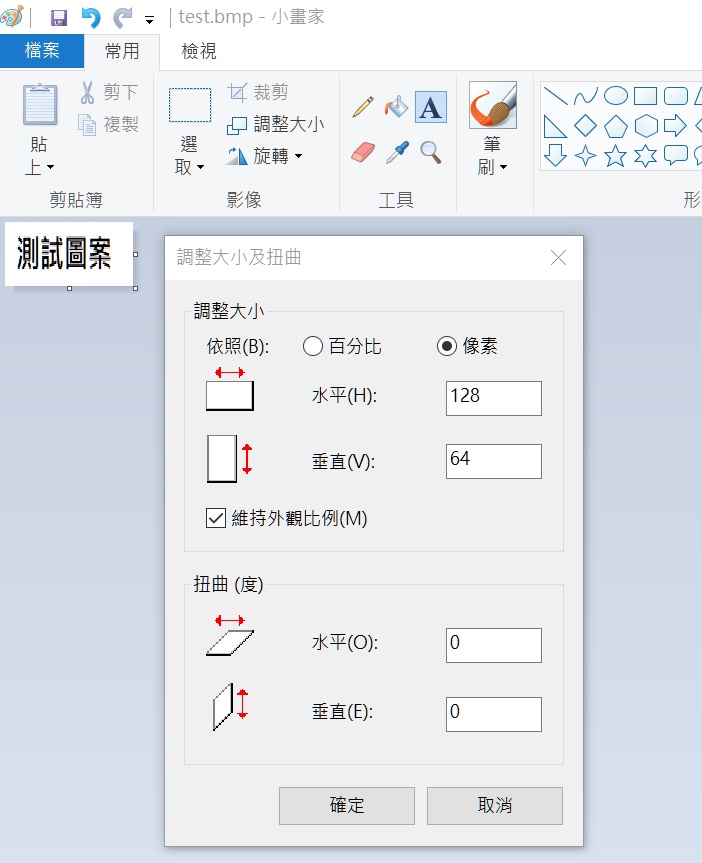 test.bmp - 小畫家
檔案 常用 檢視
貼上
剪下
複製
剪貼簿
選取
裁剪
調整大小
旋轉
影像
A
工具
筆刷
形
測試圖案
調整大小及扭曲
調整大小
依照(B): 百分比 像素
水平(H): 128
垂直(V): 64
維持外觀比例(M)
扭曲 (度)
水平(O): 0
垂直(E): 0
確定 取消